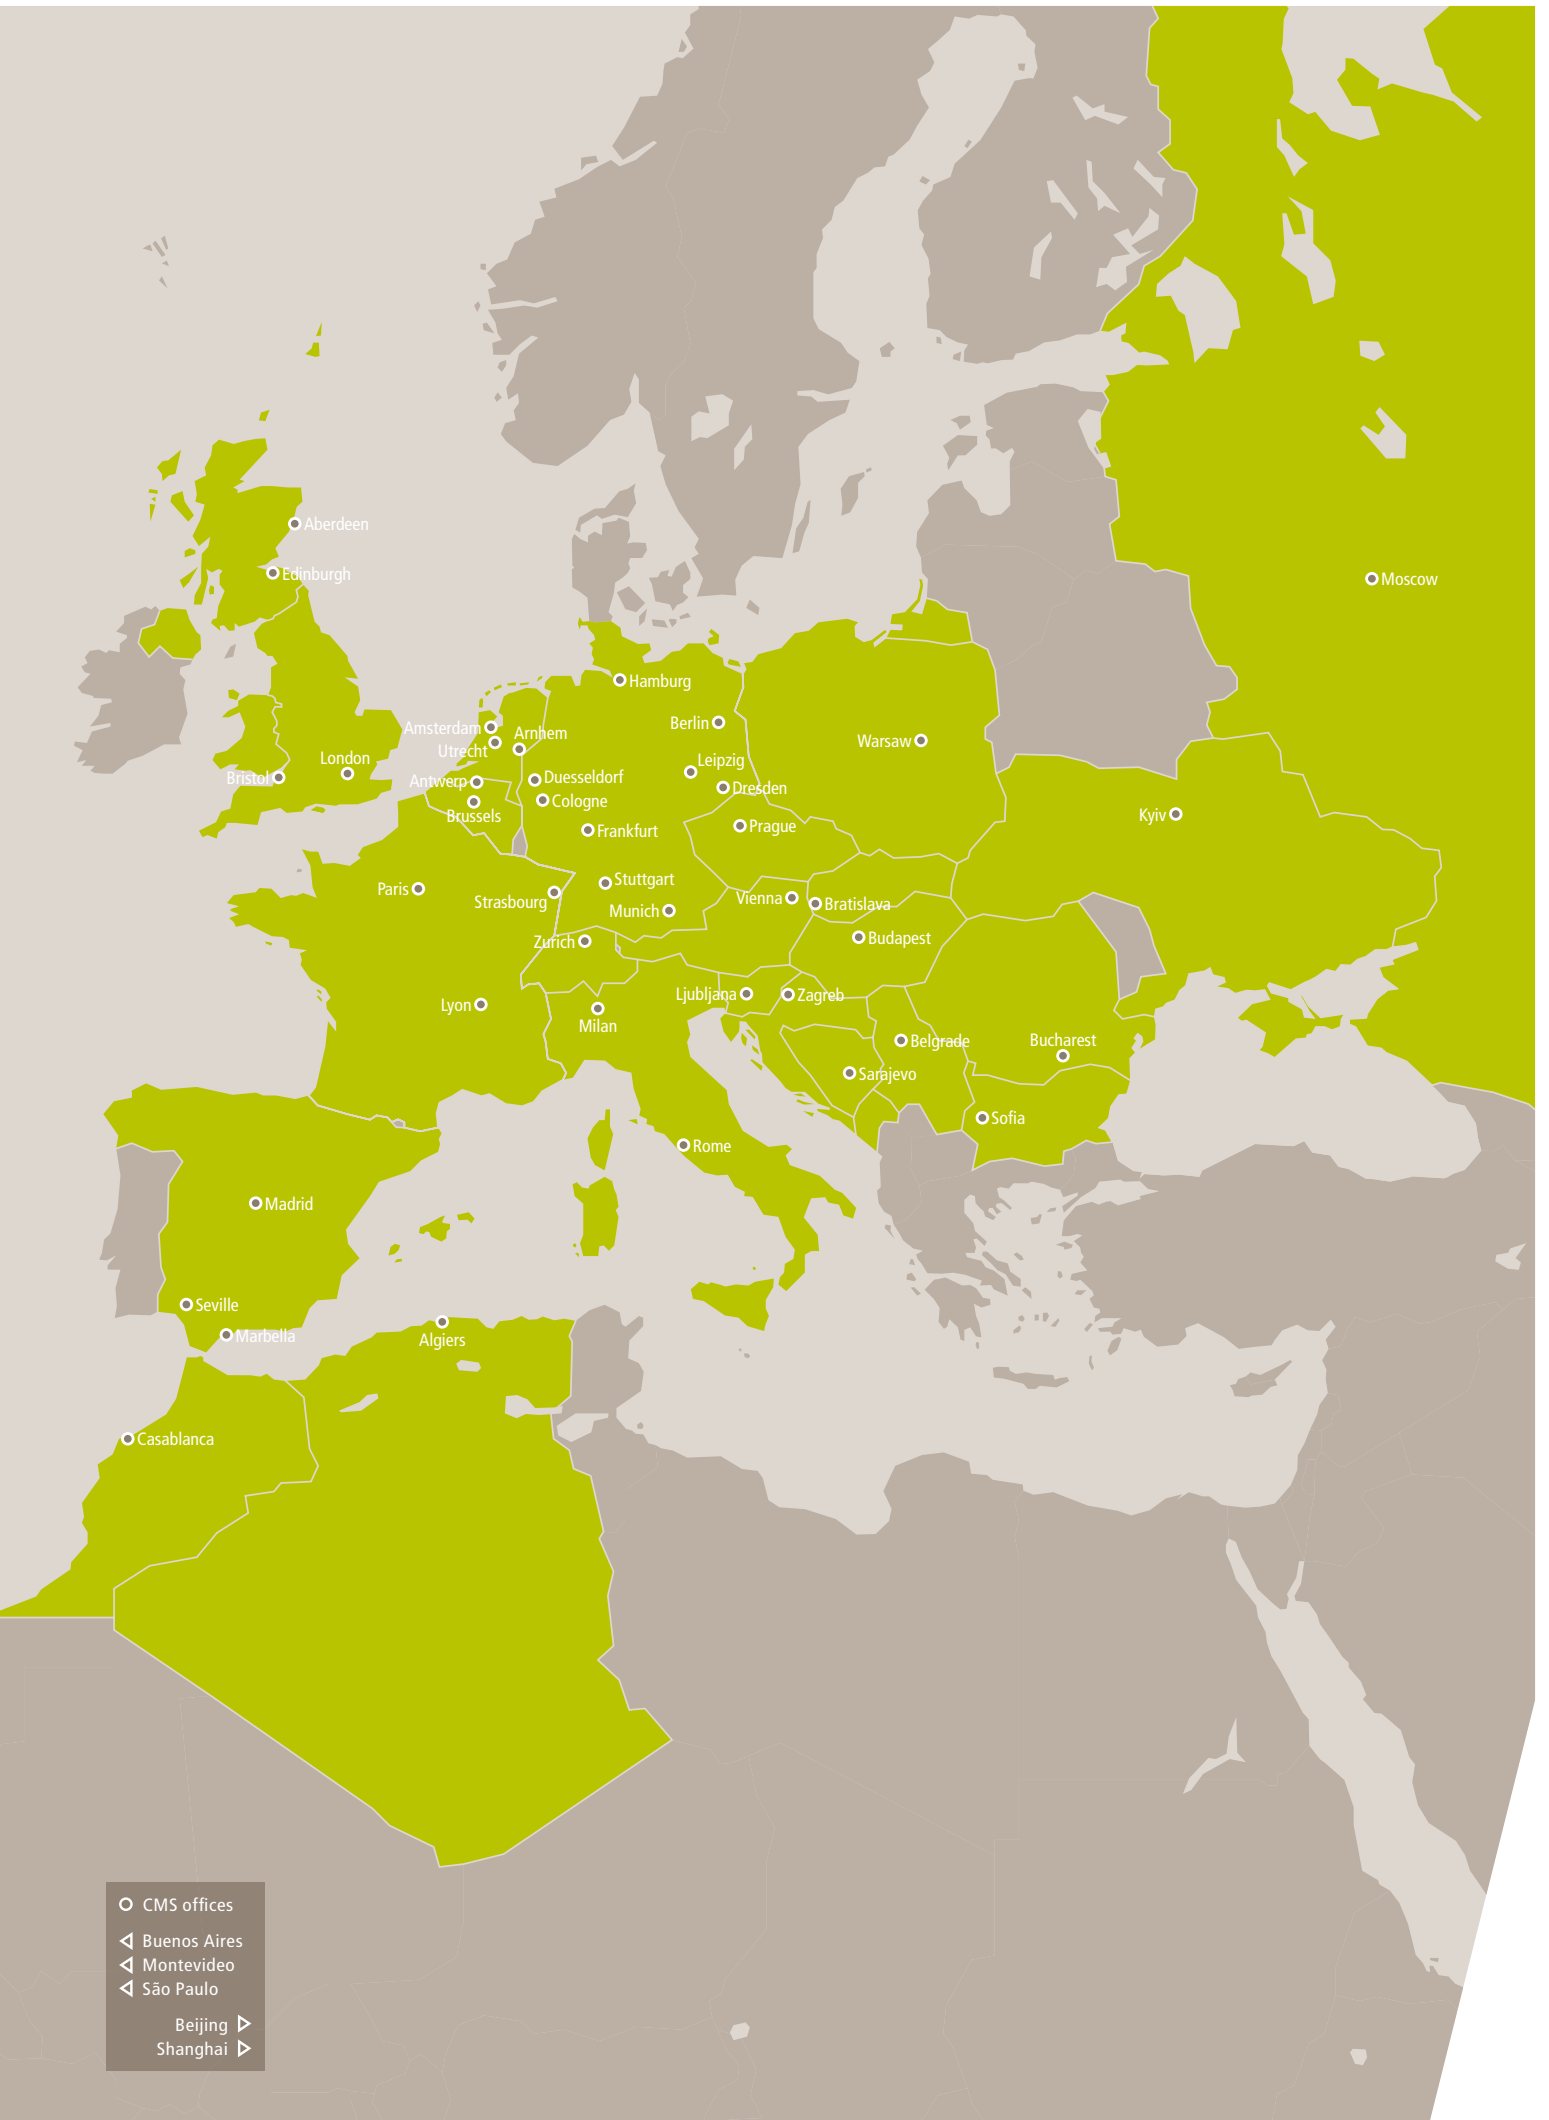 Aberdeen
Edinburgh
Moscow
Hamburg
Berlin
Amsterdam
Arnhem
Utrecht
Warsaw
London
Leipzig
Bristol
Antwerp
Duesseldorf
Dresden
Cologne
Brussels
Kyiv
Frankfurt
Prague
Paris
Stuttgart
Strasbourg
Vienna
Bratislava
Munich
Zurich
Budapest
Ljubljana
Zagreb
Lyon
Milan
Belgrade
Bucharest
Sarajevo
Sofia
Rome
Madrid
Seville
Marbella
Algiers
Casablanca
CMS offices
Buenos Aires
Montevideo
São Paulo
Beijing
Shanghai